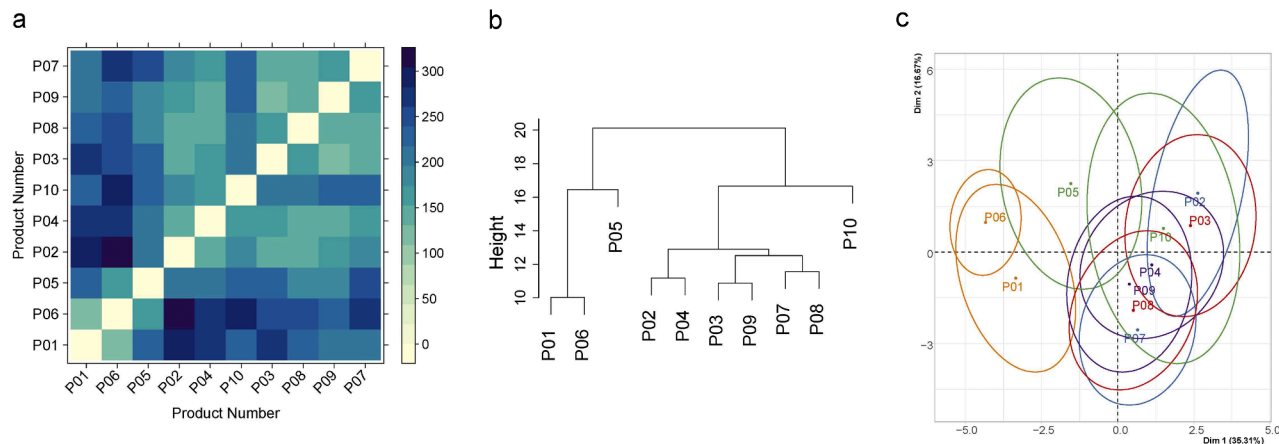 a
Product Number
P07
P09
P08
P03
P10
P04
P02
P05
P06
P01
P01 P06 P05 P02 P04 P10 P03 P08 P09 P07
Product Number
300
250
200
150
100
50
0
b
Height
20
18
16
14
12
10
P05
P10
P01
P06
P02
P04
P03
P09
P07
P08
c
Dim 2 (16.67%)
6
3
0
−3
P05
P06
P02
P03
P10
P01
P04
P09
P08
P07
−5.0 −2.5 0.0 2.5 5.0
Dim 1 (35.31%)